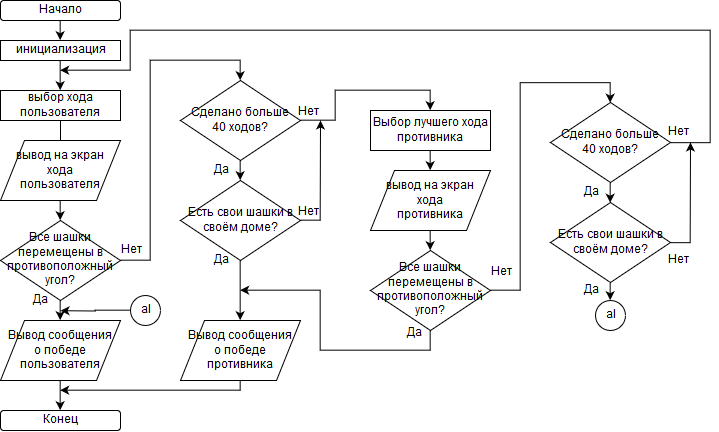 Начало
инициализация
выбор хода
пользователя
вывод на экран
хода
пользователя
Все шашки
перемещены в
противоположный
угол?
Нет
Да
al
Вывод сообщения
о победе
пользователя
Конец
Сделано больше
40 ходов?
Нет
Да
Есть свои шашки в
своём доме?
Нет
Да
Вывод сообщения
о победе
противника
Выбор лучшего хода
противника
вывод на экран
хода
противника
Все шашки
перемещены в
противоположный
угол?
Нет
Да
Сделано больше
40 ходов?
Нет
Да
Есть свои шашки в
своём доме?
Нет
Да
al